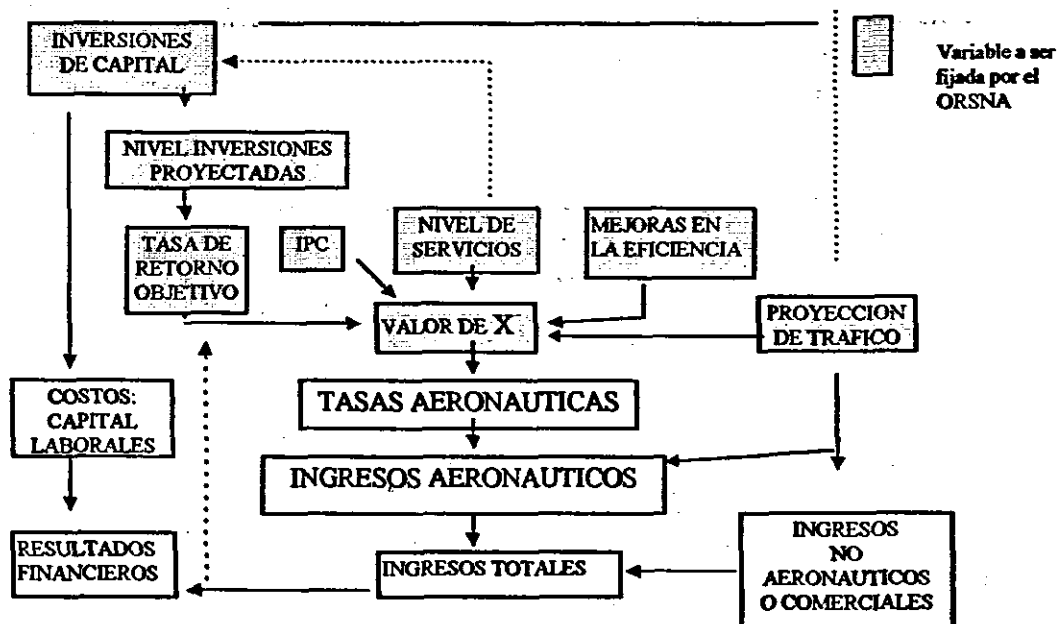 INVERSIONES
DE CAPITAL
Variable a ser
fijada por el
ORSNA
NIVEL INVERSIONES
PROYECTADAS
TASA DE
RETORNO
OBJETIVO
IPC
NIVEL DE
SERVICIOS
MEJORAS EN
LA EFICIENCIA
VALOR DE X
PROYECCION
DE TRAFICO
COSTOS:
CAPITAL
LABORALES
TASAS AERONAUTICAS
INGRESOS AERONAUTICOS
RESULTADOS
FINANCIEROS
INGRESOS TOTALES
INGRESOS
NO
AERONAUTICOS
O COMERCIALES